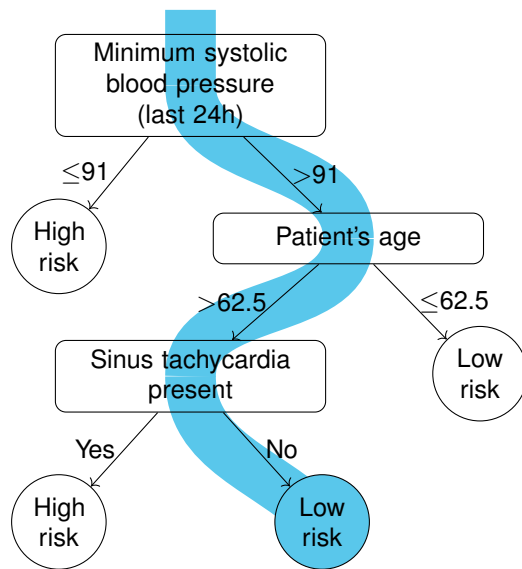 Minimum systolic
blood pressure
(last 24h)
≤91
>91
High
risk
Patient's age
>62.5
≤62.5
Sinus tachycardia
present
Low
risk
Yes
No
High
risk
Low
risk